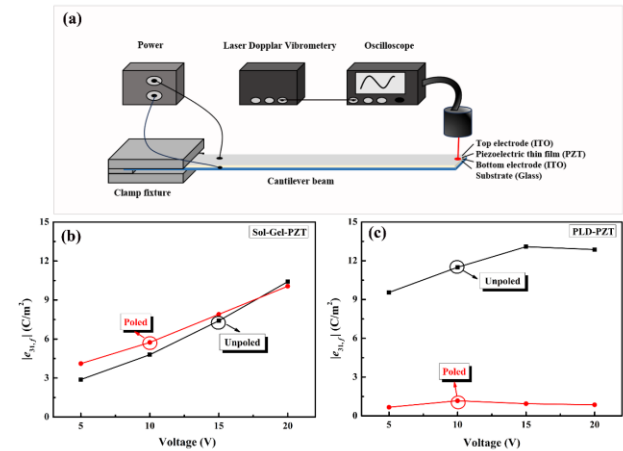 (a)
Power
Laser Dopplar Vibrometery
Oscilloscope
Top electrode (ITO)
Piezoelectric thin film (PZT)
Bottom electrode (ITO)
Substrate (Glass)
Clamp fixture
Cantilever beam
(b)
Sol-Gel-PZT
Poled
Unpoled
|e31,f| (C/m²)
15
12
9
6
3
0
5
10
15
20
Voltage (V)
(c)
PLD-PZT
Unpoled
Poled
|e31,f| (C/m²)
15
12
9
6
3
0
5
10
15
20
Voltage (V)